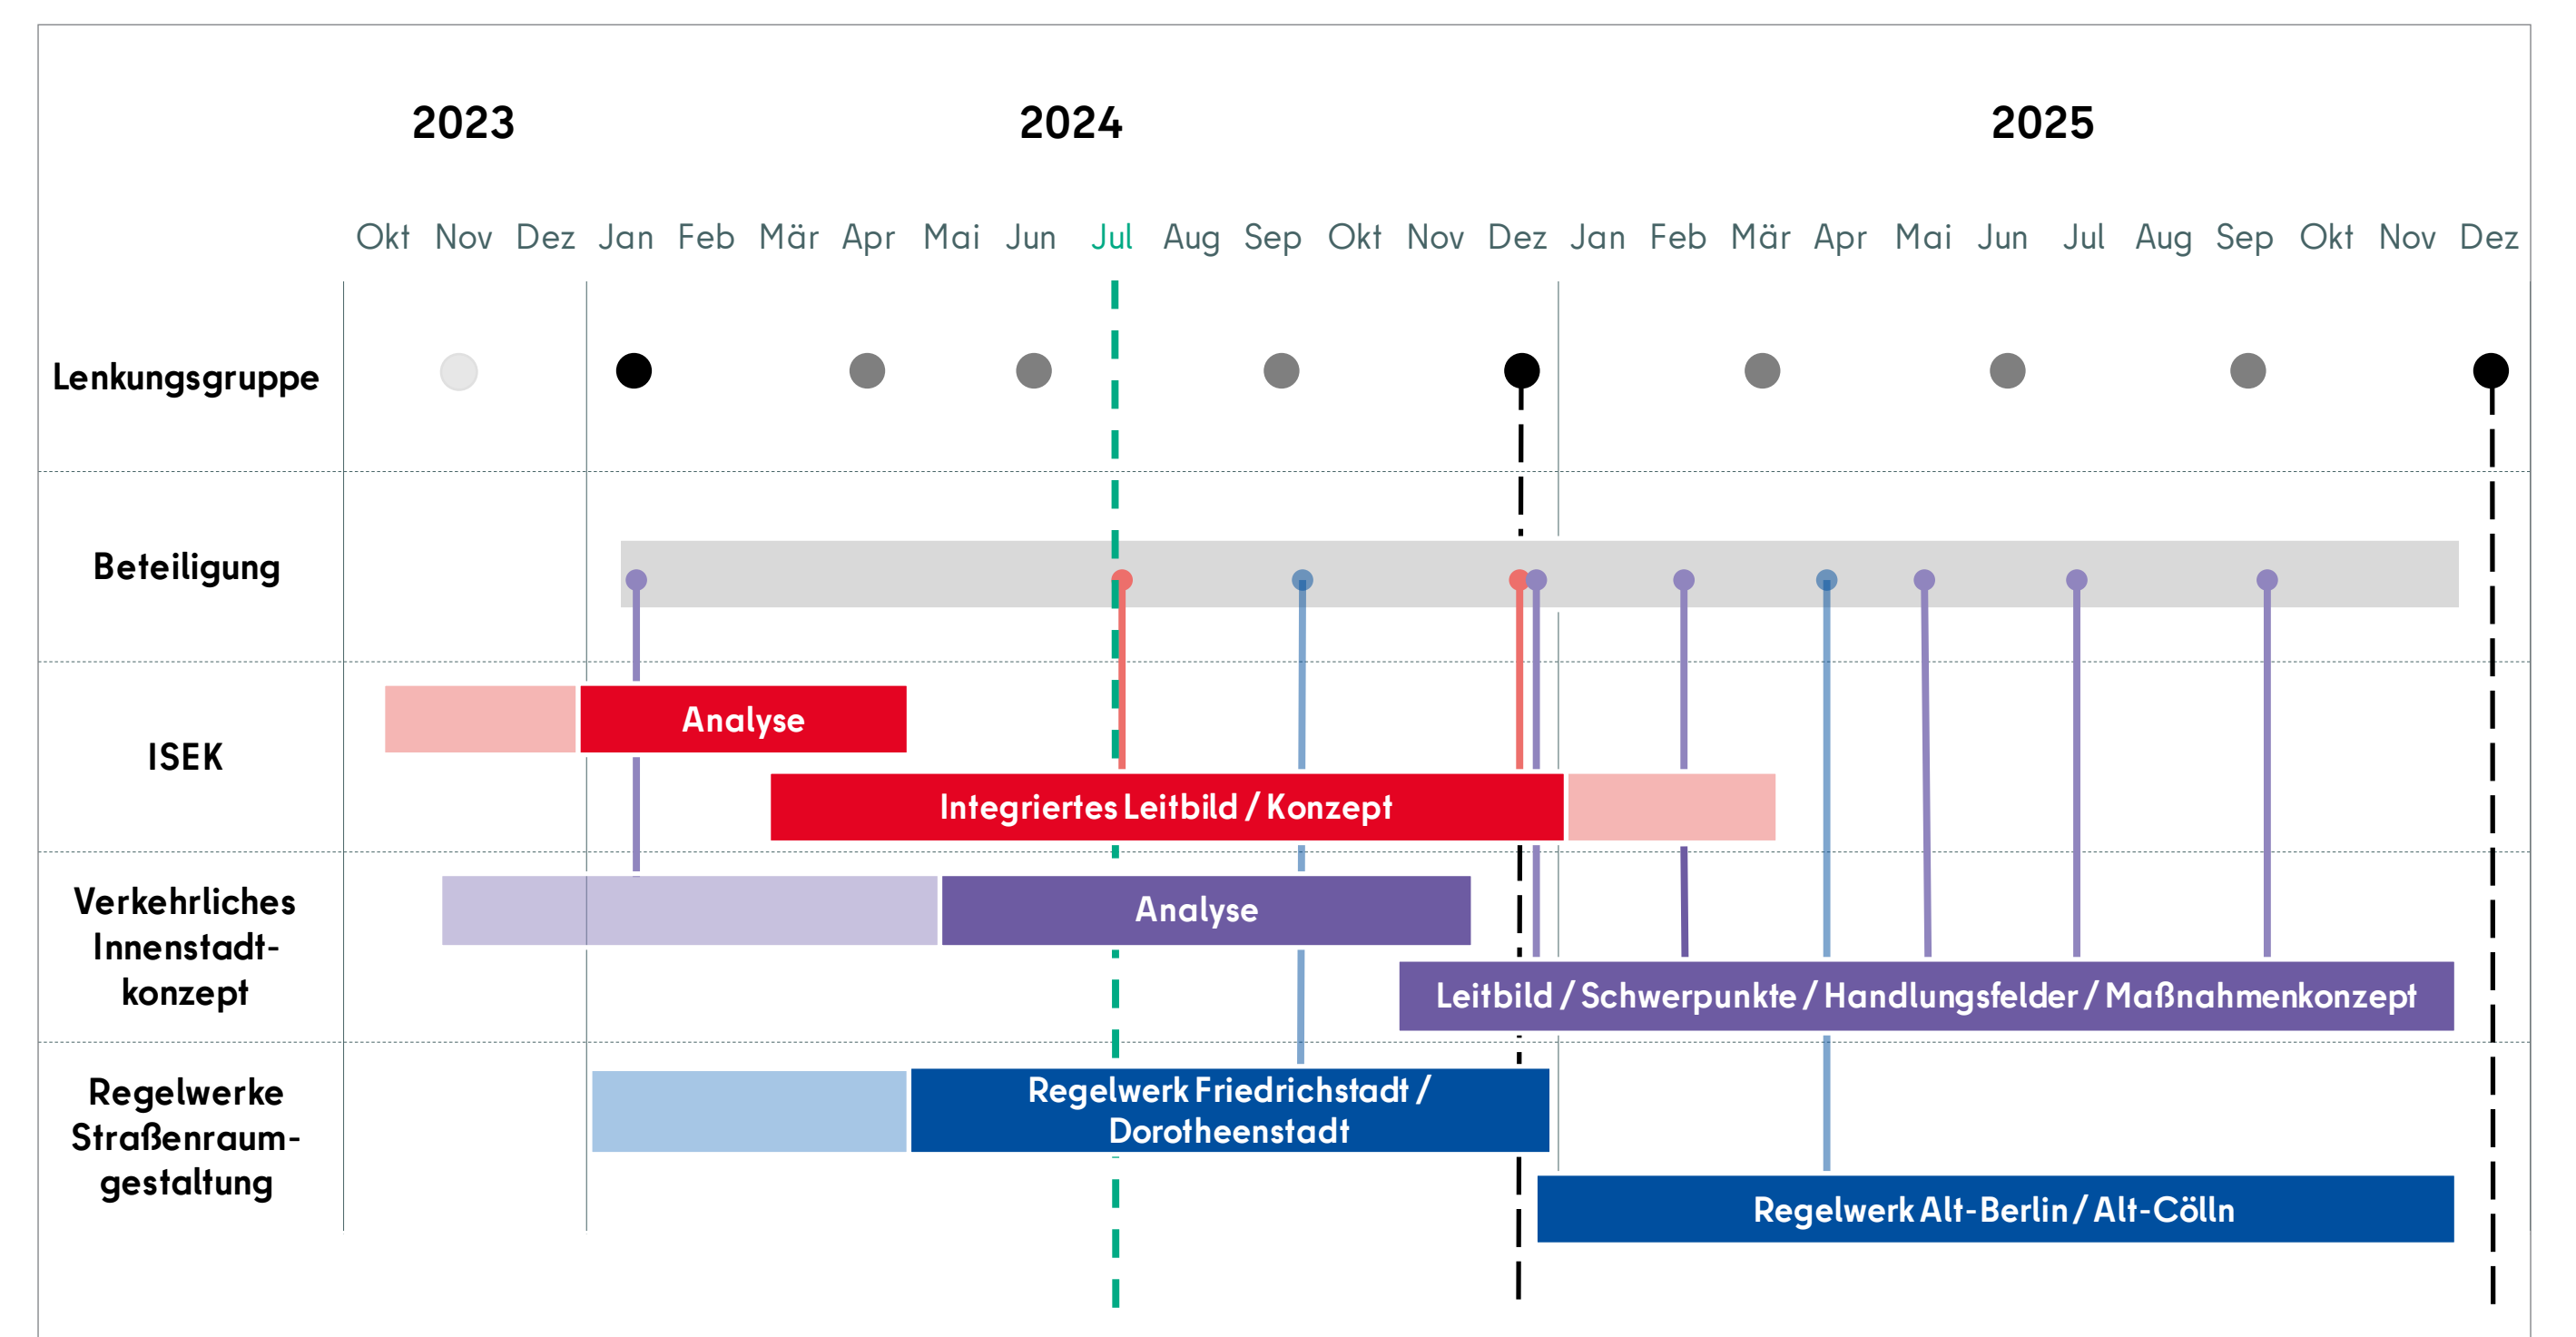 2023 2024 2025
Okt Nov Dez Jan Feb Mär Apr Mai Jun Jul Aug Sep Okt Nov Dez Jan Feb Mär Apr Mai Jun Jul Aug Sep Okt Nov Dez
Lenkungsgruppe
Beteiligung
ISEK
Analyse
Integriertes Leitbild / Konzept
Verkehrliches
Innenstadt-
konzept
Analyse
Leitbild / Schwerpunkte / Handlungsfelder / Maßnahmenkonzept
Regelwerke
Straßenraum-
gestaltung
Regelwerk Friedrichstadt /
Dorotheenstadt
Regelwerk Alt-Berlin / Alt-Cölln